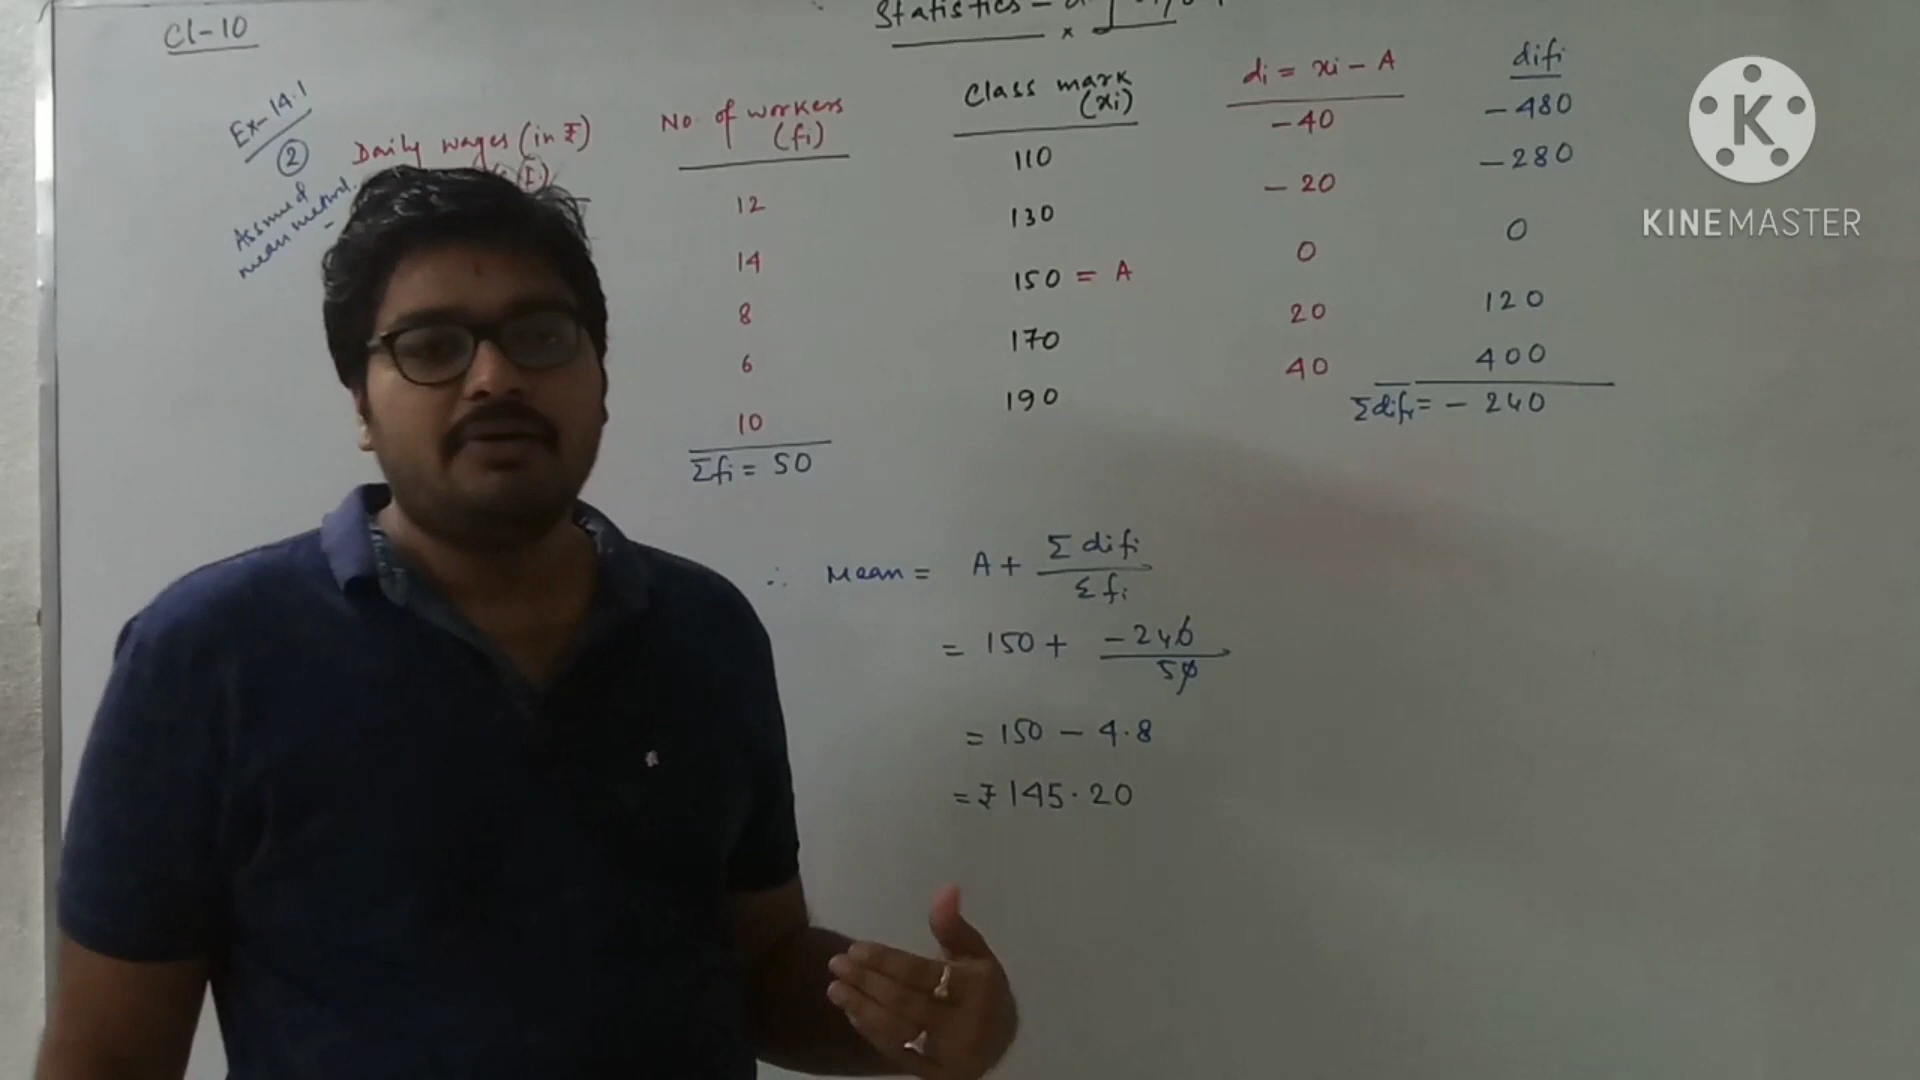 Cl-10
Statistics -
Ex-14.1
②
Assumed
mean method.
Daily wages (in ₹)
No. of workers
(fi)
12
14
8
6
10
Σfi = 50
Class mark
(xi)
110
130
150 = A
170
190
di = xi - A
-40
-20
0
20
40
difi
-480
-280
0
120
400
Σdifi = - 240
∴ Mean = A + Σ difi / Σ fi
= 150 + -240 / 50
= 150 - 4.8
= ₹ 145.20
K
KINEMASTER